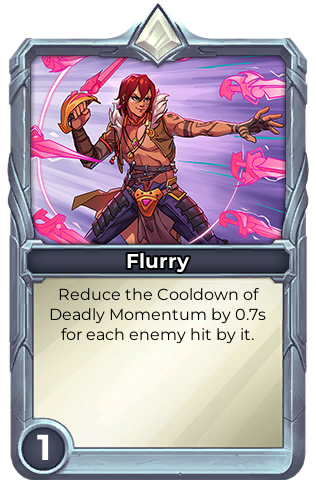 Flurry
Reduce the Cooldown of
Deadly Momentum by 0.7s
for each enemy hit by it.
1